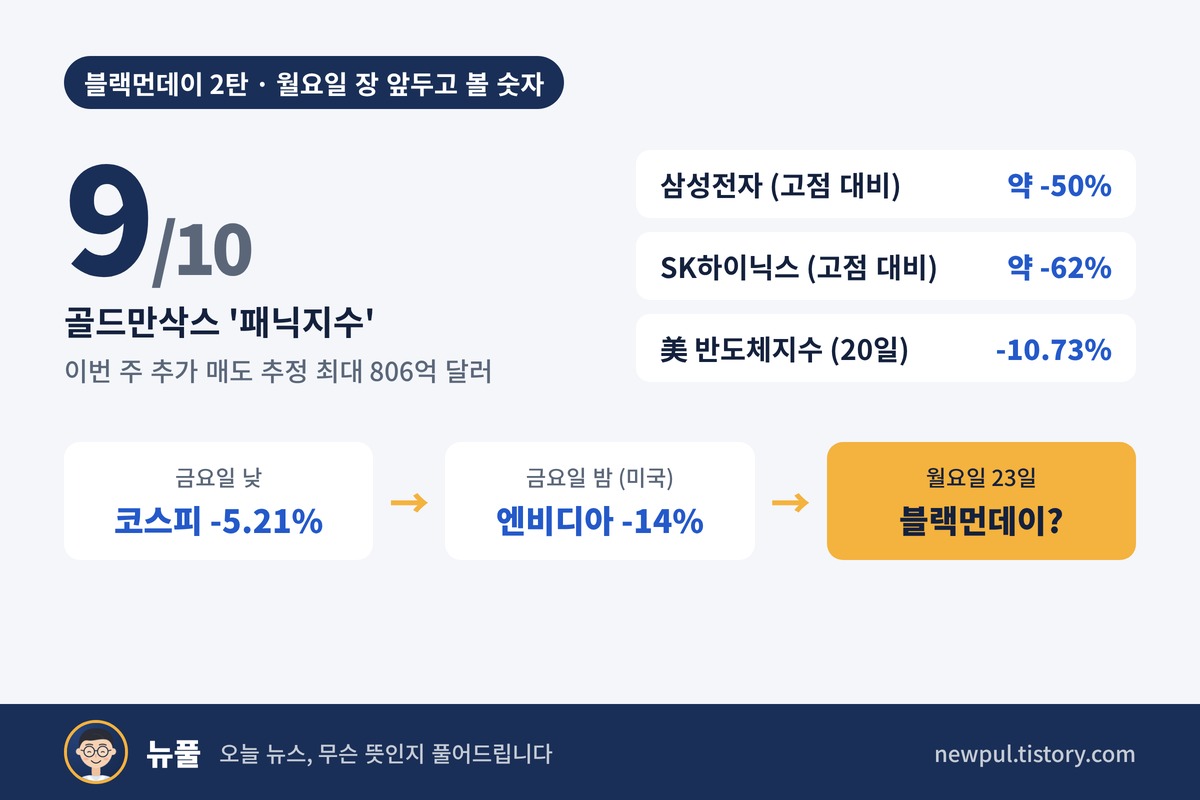 블랙먼데이 2탄 · 월요일 장 앞두고 볼 숫자
9/10
골드만삭스 '패닉지수'
이번 주 추가 매도 추정 최대 806억 달러
삼성전자 (고점 대비) 약 -50%
SK하이닉스 (고점 대비) 약 -62%
美 반도체지수 (20일) -10.73%
금요일 낮
코스피 -5.21%
→
금요일 밤 (미국)
엔비디아 -14%
→
월요일 23일
블랙먼데이?
뉴풀 오늘 뉴스, 무슨 뜻인지 풀어드립니다
newpul.tistory.com